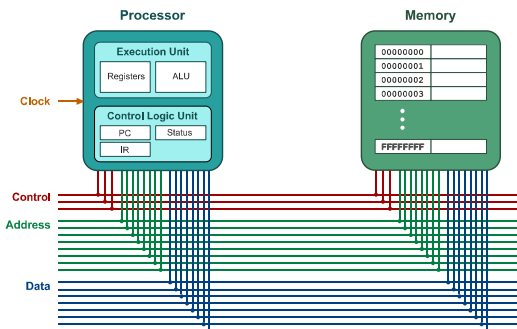 Processor
Memory
Execution Unit
Registers
ALU
Clock
Control Logic Unit
PC
Status
IR
00000000
00000001
00000002
00000003
FFFFFFFF
Control
Address
Data